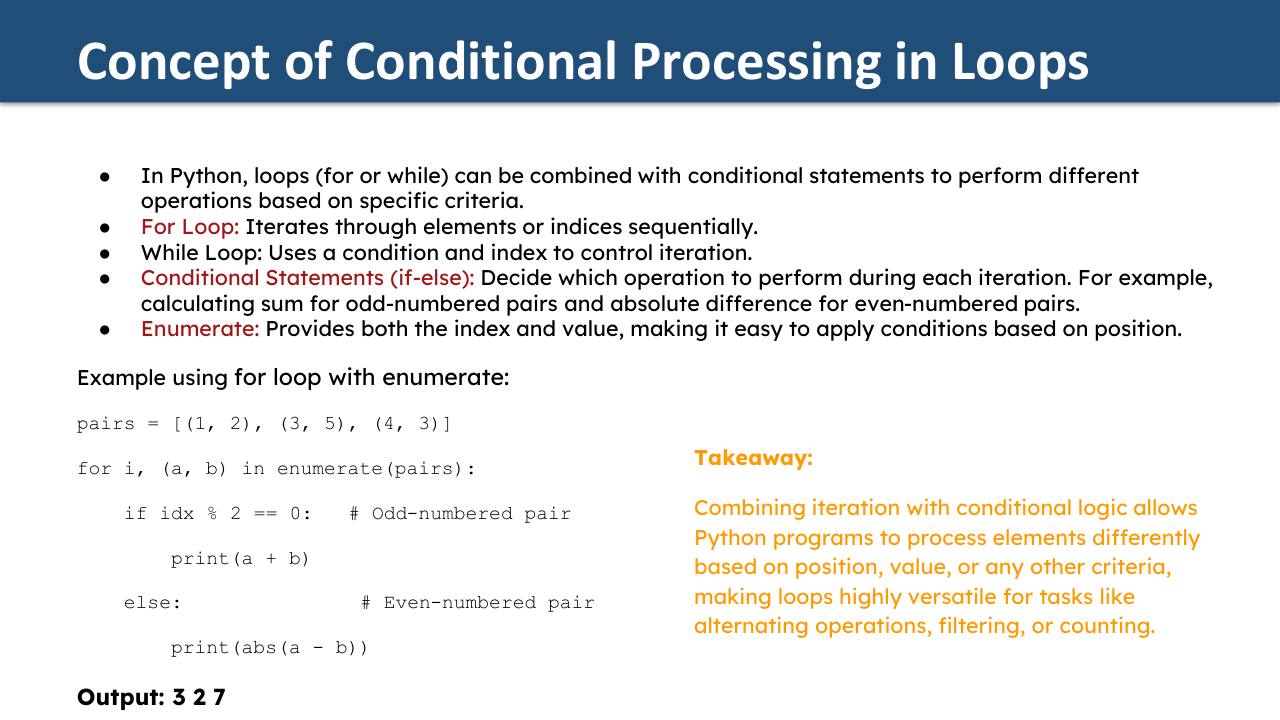 Concept of Conditional Processing in Loops
● In Python, loops (for or while) can be combined with conditional statements to perform different
operations based on specific criteria.
● For Loop: Iterates through elements or indices sequentially.
● While Loop: Uses a condition and index to control iteration.
● Conditional Statements (if-else): Decide which operation to perform during each iteration. For example,
calculating sum for odd-numbered pairs and absolute difference for even-numbered pairs.
● Enumerate: Provides both the index and value, making it easy to apply conditions based on position.
Example using for loop with enumerate:
pairs = [(1, 2), (3, 5), (4, 3)]
for i, (a, b) in enumerate(pairs):
    if idx % 2 == 0:   # Odd-numbered pair
        print(a + b)
    else:               # Even-numbered pair
        print(abs(a - b))
Output: 3 2 7
Takeaway:
Combining iteration with conditional logic allows
Python programs to process elements differently
based on position, value, or any other criteria,
making loops highly versatile for tasks like
alternating operations, filtering, or counting.